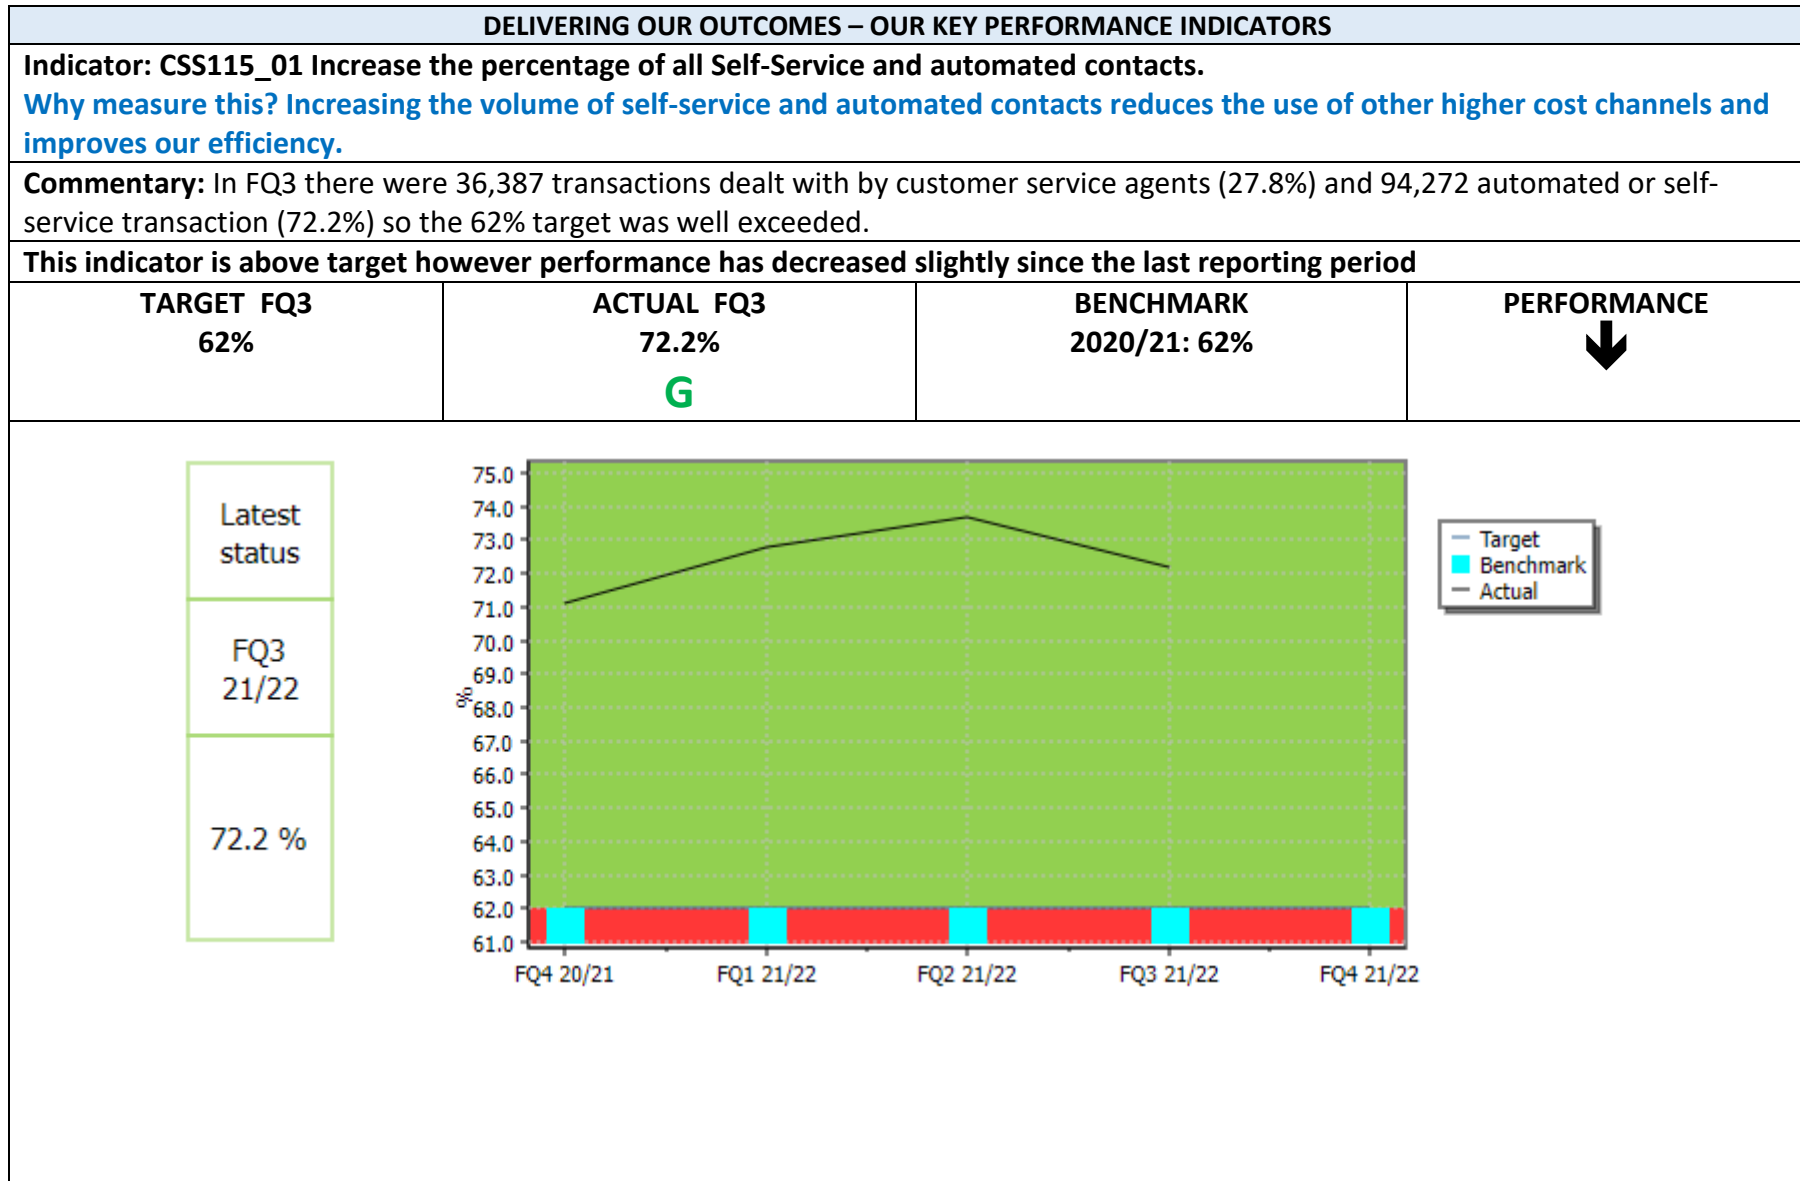 DELIVERING OUR OUTCOMES – OUR KEY PERFORMANCE INDICATORS
Indicator: CSS115_01 Increase the percentage of all Self-Service and automated contacts.
Why measure this? Increasing the volume of self-service and automated contacts reduces the use of other higher cost channels and
improves our efficiency.
Commentary: In FQ3 there were 36,387 transactions dealt with by customer service agents (27.8%) and 94,272 automated or self-
service transaction (72.2%) so the 62% target was well exceeded.
This indicator is above target however performance has decreased slightly since the last reporting period
TARGET FQ3
62%
ACTUAL FQ3
72.2%
G
BENCHMARK
2020/21: 62%
PERFORMANCE
Latest
status
FQ3
21/22
72.2 %
%
75.0
74.0
73.0
72.0
71.0
70.0
69.0
68.0
67.0
66.0
65.0
64.0
63.0
62.0
61.0
FQ4 20/21
FQ1 21/22
FQ2 21/22
FQ3 21/22
FQ4 21/22
Target
Benchmark
Actual